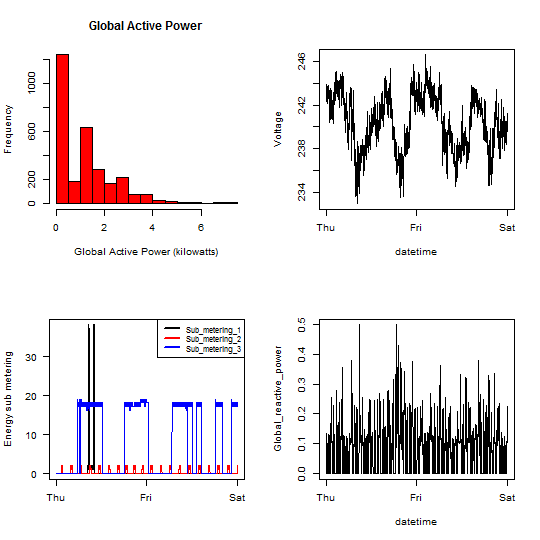 Global Active Power
Frequency
1000
600
200
0
0 2 4 6
Global Active Power (kilowatts)
Voltage
246
242
238
234
Thu Fri Sat
datetime
Energy sub metering
30
20
10
0
Sub_metering_1
Sub_metering_2
Sub_metering_3
Thu Fri Sat
Global_reactive_power
0.5
0.4
0.3
0.2
0.1
0.0
Thu Fri Sat
datetime